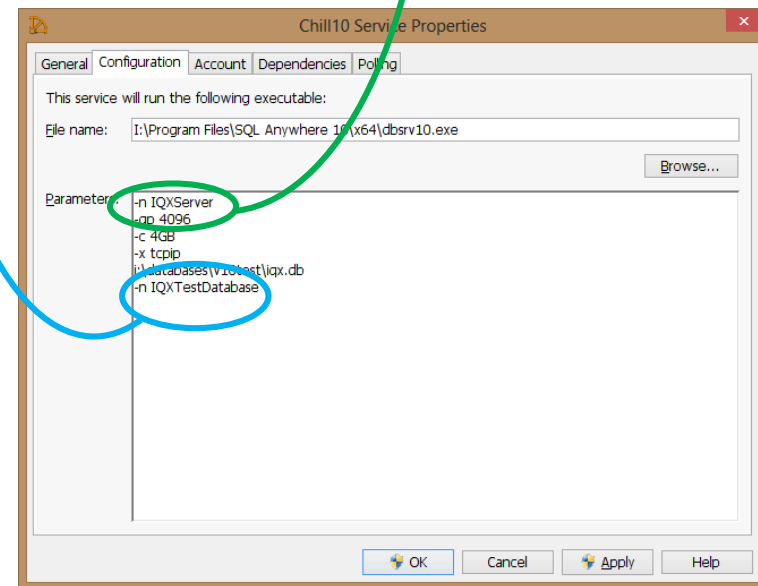 Chill10 Service Properties
General Configuration Account Dependencies Polling
This service will run the following executable:
File name: I:\Program Files\SQL Anywhere 10\x64\dbsrv10.exe
Browse...
Parameters: -n IQXServer
-gp 4096
-c 4GB
-x tcpip
i:\databases\v10test\iqx.db
-n IQXTestDatabase
OK Cancel Apply Help